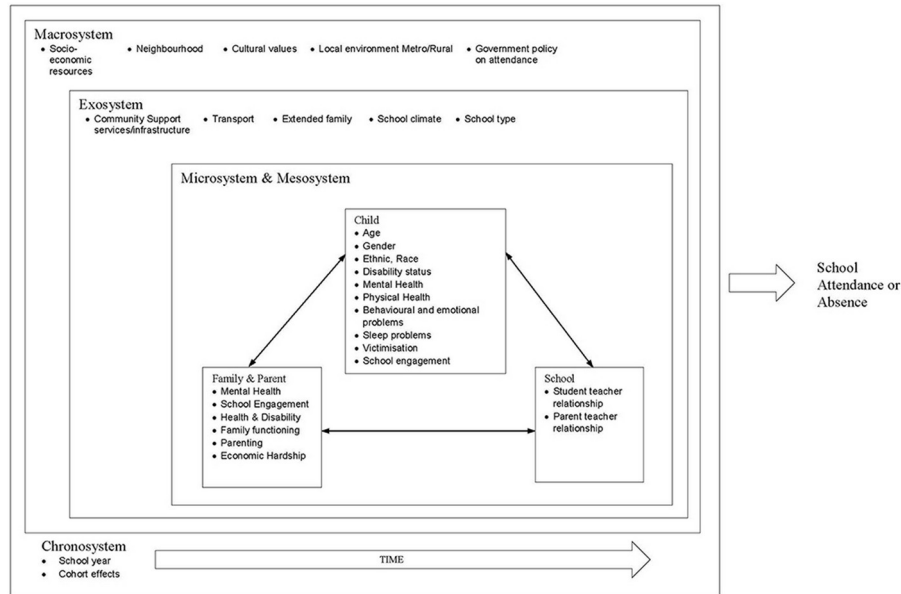 Macrosystem
• Socio-economic resources
• Neighbourhood
• Cultural values
• Local environment Metro/Rural
• Government policy on attendance
Exosystem
• Community Support services/infrastructure
• Transport
• Extended family
• School climate
• School type
Microsystem & Mesosystem
Child
• Age
• Gender
• Ethnic, Race
• Disability status
• Mental Health
• Physical Health
• Behavioural and emotional problems
• Sleep problems
• Victimisation
• School engagement
Family & Parent
• Mental Health
• School Engagement
• Health & Disability
• Family functioning
• Parenting
• Economic Hardship
School
• Student teacher relationship
• Parent teacher relationship
School
Attendance or
Absence
Chronosystem
• School year
• Cohort effects
TIME